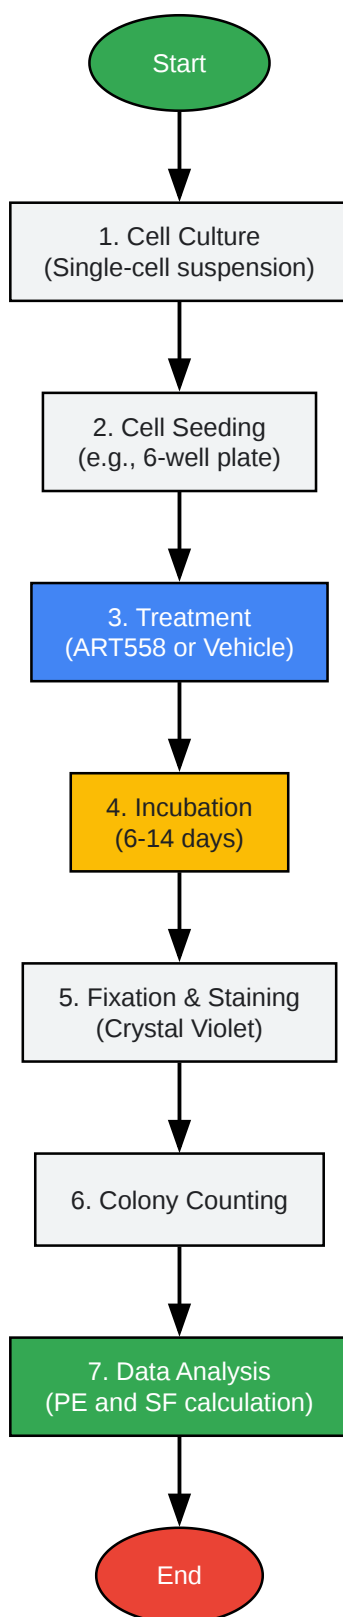 Start
1. Cell Culture
(Single-cell suspension)
2. Cell Seeding
(e.g., 6-well plate)
3. Treatment
(ART558 or Vehicle)
4. Incubation
(6-14 days)
5. Fixation & Staining
(Crystal Violet)
6. Colony Counting
7. Data Analysis
(PE and SF calculation)
End